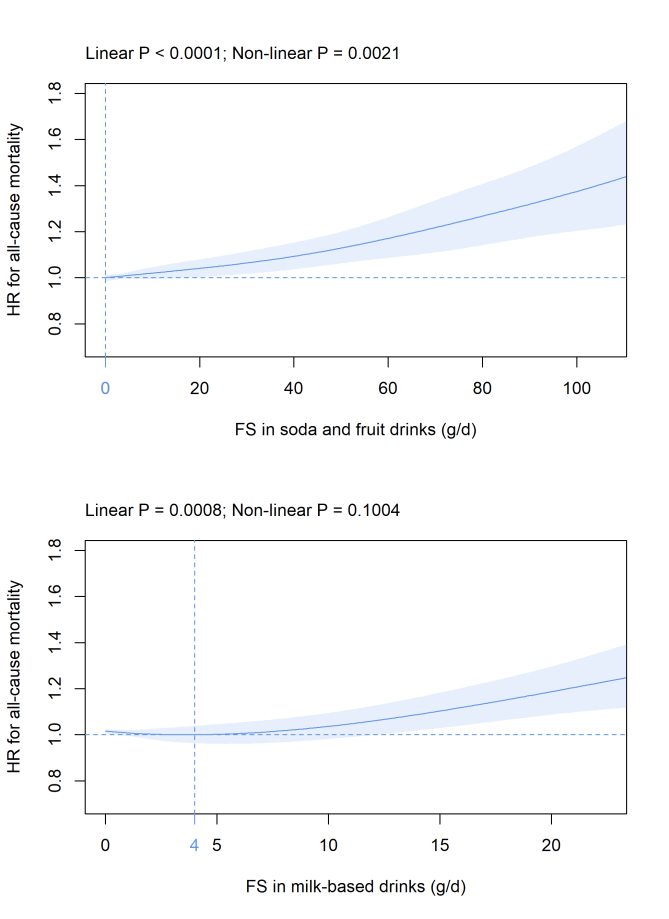 Linear P < 0.0001; Non-linear P = 0.0021
HR for all-cause mortality
1.8
1.6
1.4
1.2
1.0
0.8
0 20 40 60 80 100
FS in soda and fruit drinks (g/d)
Linear P = 0.0008; Non-linear P = 0.1004
HR for all-cause mortality
1.8
1.6
1.4
1.2
1.0
0.8
0 4 5 10 15 20
FS in milk-based drinks (g/d)